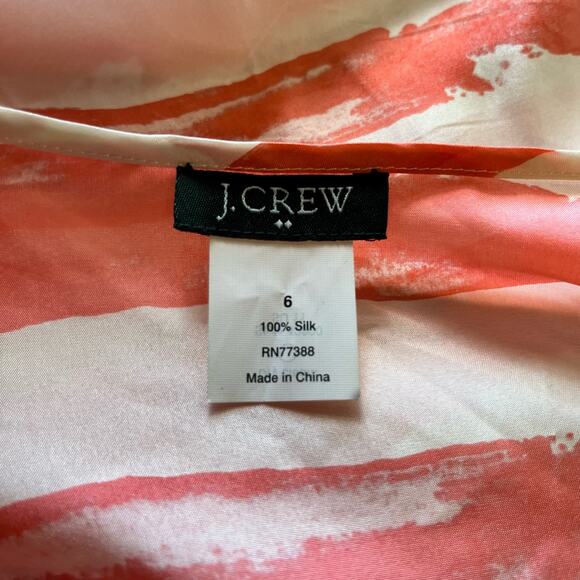 J.CREW
6
100% Silk
RN77388
Made in China